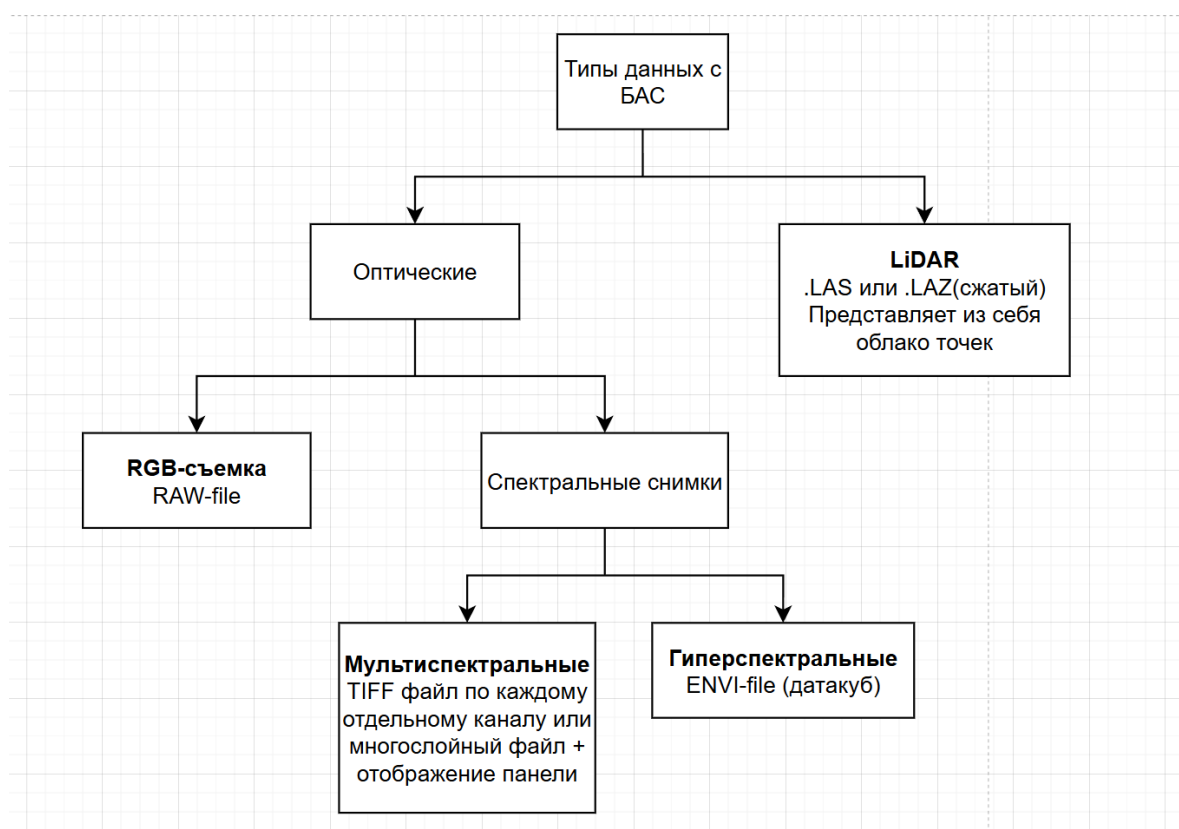 Типы данных с
БАС
Оптические
LiDAR
.LAS или .LAZ(сжатый)
Представляет из себя
облако точек
RGB-съемка
RAW-file
Спектральные снимки
Мультиспектральные
TIFF файл по каждому
отдельному каналу или
многослойный файл +
отображение панели
Гиперспектральные
ENVI-file (датакуб)